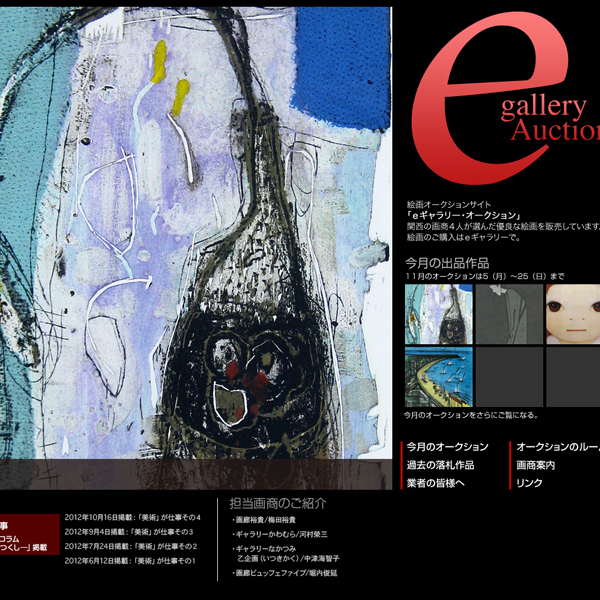 e
gallery
Auction
絵画オークションサイト
「eギャラリー・オークション」
関西の画商4人が選んだ優良な絵画を販売しています。
絵画のご購入はeギャラリーで。
今月の出品作品
11月のオークションは5（月）～25（日）まで
今月のオークションをさらにご覧になる。
今月のオークション
過去の落札作品
業者の皆様へ
オークションのルール
画商案内
リンク
事
コラム
つくし―」掲載
2012年10月16日掲載：「美術」が仕事その4
2012年9月4日掲載：「美術」が仕事その3
2012年7月24日掲載：「美術」が仕事その2
2012年6月12日掲載：「美術」が仕事その1
担当画商のご紹介
・画廊裕貴/梅田裕貴
・ギャラリーかわむら/河村榮三
・ギャラリーなかつみ
乙企画（いつきかく）/中津海智子
・画廊ビュッフェファイブ/堀内俊延